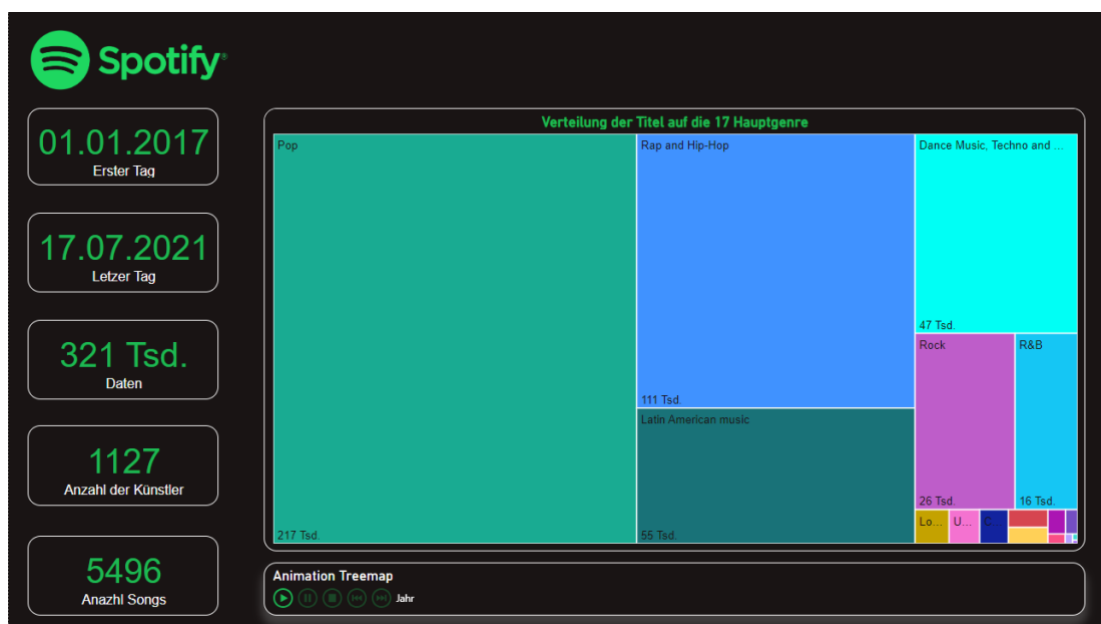 Spotify®
01.01.2017
Erster Tag
17.07.2021
Letzer Tag
321 Tsd.
Daten
1127
Anzahl der Künstler
5496
Anazhl Songs
Verteilung der Titel auf die 17 Hauptgenre
Pop
217 Tsd.
Rap and Hip-Hop
111 Tsd.
Latin American music
55 Tsd.
Dance Music, Techno and ...
47 Tsd.
Rock
26 Tsd.
R&B
16 Tsd.
Lo...
U...
C...
Animation Treemap
Jahr